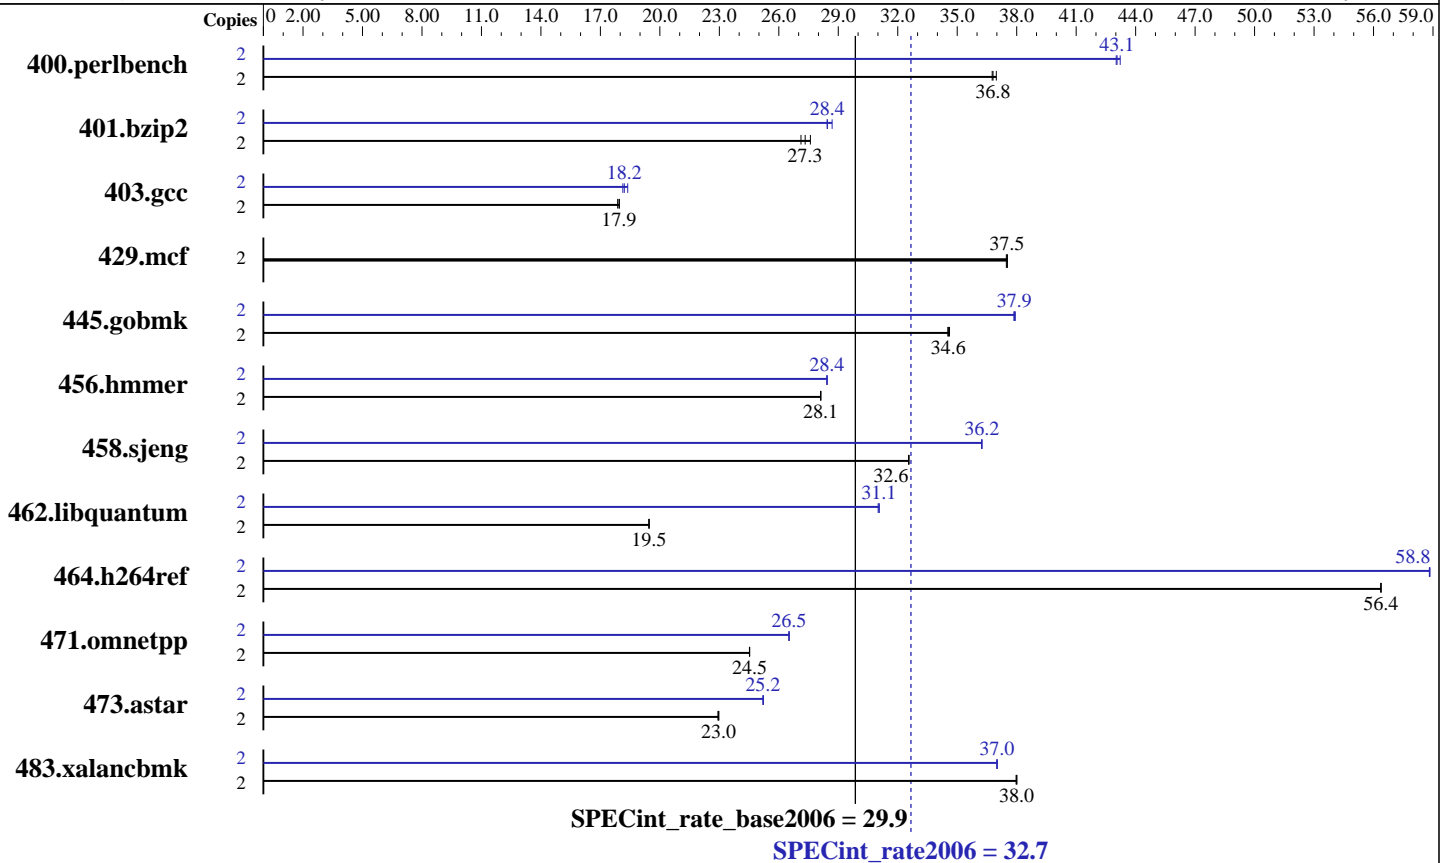 Copies 0 2.00 5.00 8.00 11.0 14.0 17.0 20.0 23.0 26.0 29.0 32.0 35.0 38.0 41.0 44.0 47.0 50.0 53.0 56.0 59.0
400.perlbench
2 43.1
2 36.8
401.bzip2
2 28.4
2 27.3
403.gcc
2 18.2
2 17.9
429.mcf
2 37.5
445.gobmk
2 37.9
2 34.6
456.hmmer
2 28.4
2 28.1
458.sjeng
2 36.2
2 32.6
462.libquantum
2 31.1
2 19.5
464.h264ref
2 58.8
2 56.4
471.omnetpp
2 26.5
2 24.5
473.astar
2 25.2
2 23.0
483.xalancbmk
2 37.0
2 38.0
SPECint_rate_base2006 = 29.9
SPECint_rate2006 = 32.7